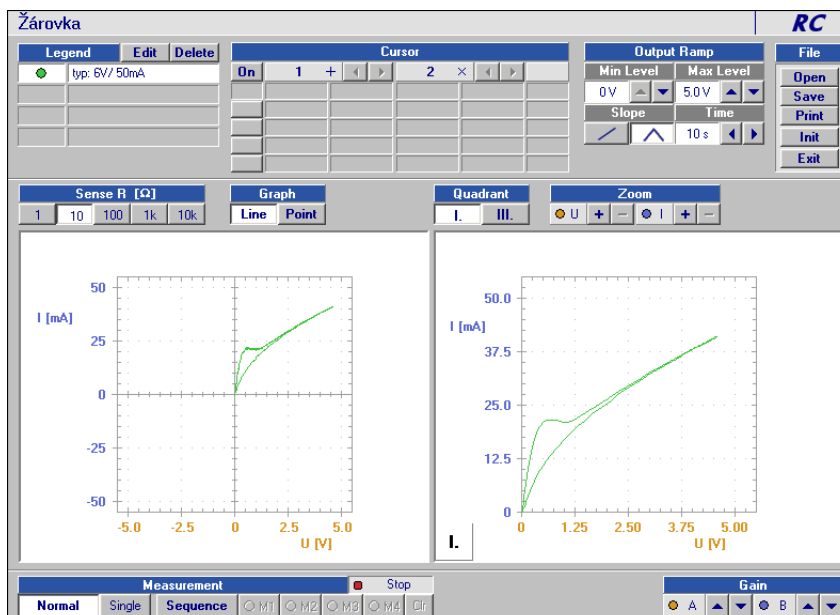 Žárovka
RC
Legend Edit Delete
typ: 6V/ 50mA
Cursor
On 1 + 2 ×
Output Ramp
Min Level Max Level
0 V 5.0 V
Slope Time
10 s
File
Open
Save
Print
Init
Exit
Sense R [Ω]
1 10 100 1k 10k
Graph
Line Point
Quadrant
I. III.
Zoom
U + − I + −
50
I [mA]
25
0
-25
-50
-5.0 -2.5 0 2.5 5.0
U [V]
50.0
I [mA]
37.5
25.0
12.5
0
0 1.25 2.50 3.75 5.00
U [V]
I.
Measurement
Stop
Normal Single Sequence M1 M2 M3 M4 Clr
Gain
A B